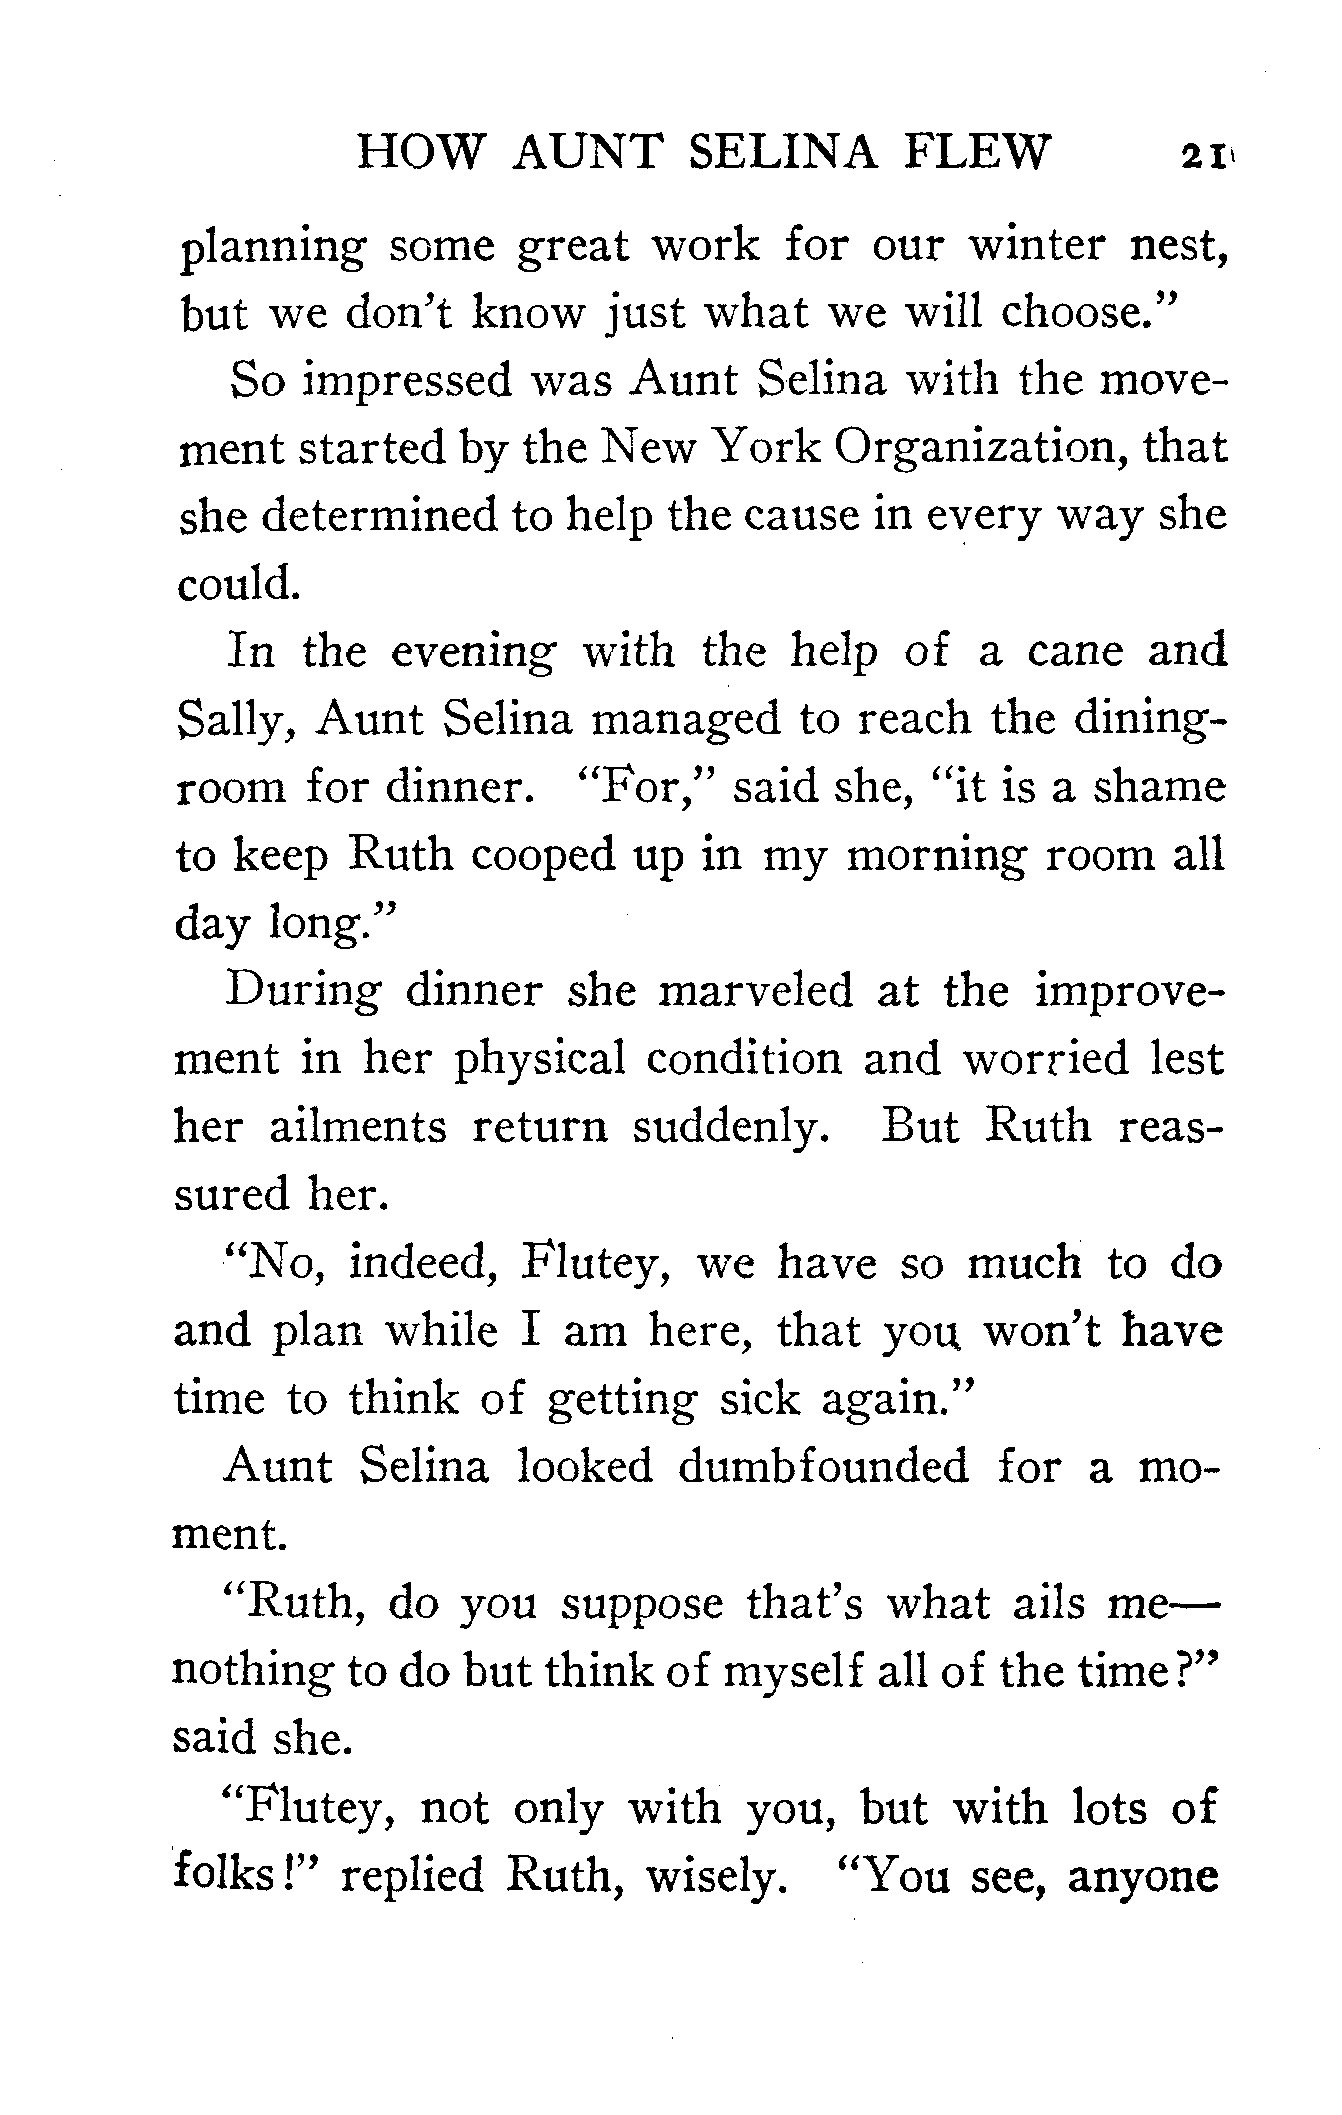 HOW AUNT SELINA FLEW 21
planning some great work for our winter nest,
but we don't know just what we will choose."
So impressed was Aunt Selina with the move-
ment started by the New York Organization, that
she determined to help the cause in every way she
could.
In the evening with the help of a cane and
Sally, Aunt Selina managed to reach the dining-
room for dinner. "For," said she, "it is a shame
to keep Ruth cooped up in my morning room all
day long."
During dinner she marveled at the improve-
ment in her physical condition and worried lest
her ailments return suddenly. But Ruth reas-
sured her.
"No, indeed, Flutey, we have so much to do
and plan while I am here, that you won't have
time to think of getting sick again."
Aunt Selina looked dumbfounded for a mo-
ment.
"Ruth, do you suppose that's what ails me—
nothing to do but think of myself all of the time?"
said she.
"Flutey, not only with you, but with lots of
folks!" replied Ruth, wisely. "You see, anyone